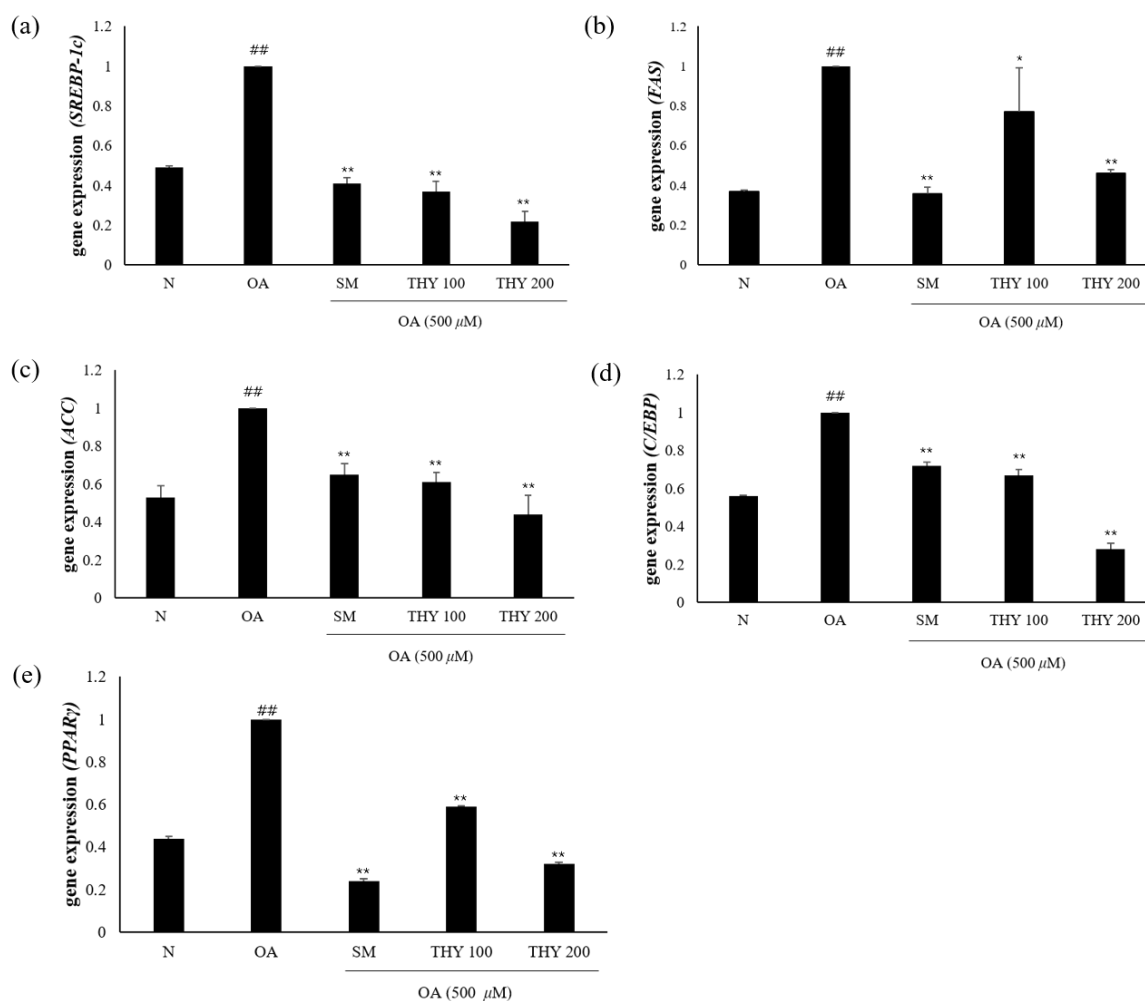 (a)
gene expression (SREBP-1c)
1.2
1
0.8
0.6
0.4
0.2
0
##
**
**
**
N OA SM THY 100 THY 200
OA (500 μM)
(b)
gene expression (FAS)
1.2
1
0.8
0.6
0.4
0.2
0
##
**
*
**
N OA SM THY 100 THY 200
OA (500 μM)
(c)
gene expression (ACC)
1.2
1
0.8
0.6
0.4
0.2
0
##
**
**
**
N OA SM THY 100 THY 200
OA (500 μM)
(d)
gene expression (C/EBP)
1.2
1
0.8
0.6
0.4
0.2
0
##
**
**
**
N OA SM THY 100 THY 200
OA (500 μM)
(e)
gene expression (PPARγ)
1.2
1
0.8
0.6
0.4
0.2
0
##
**
**
**
N OA SM THY 100 THY 200
OA (500 μM)